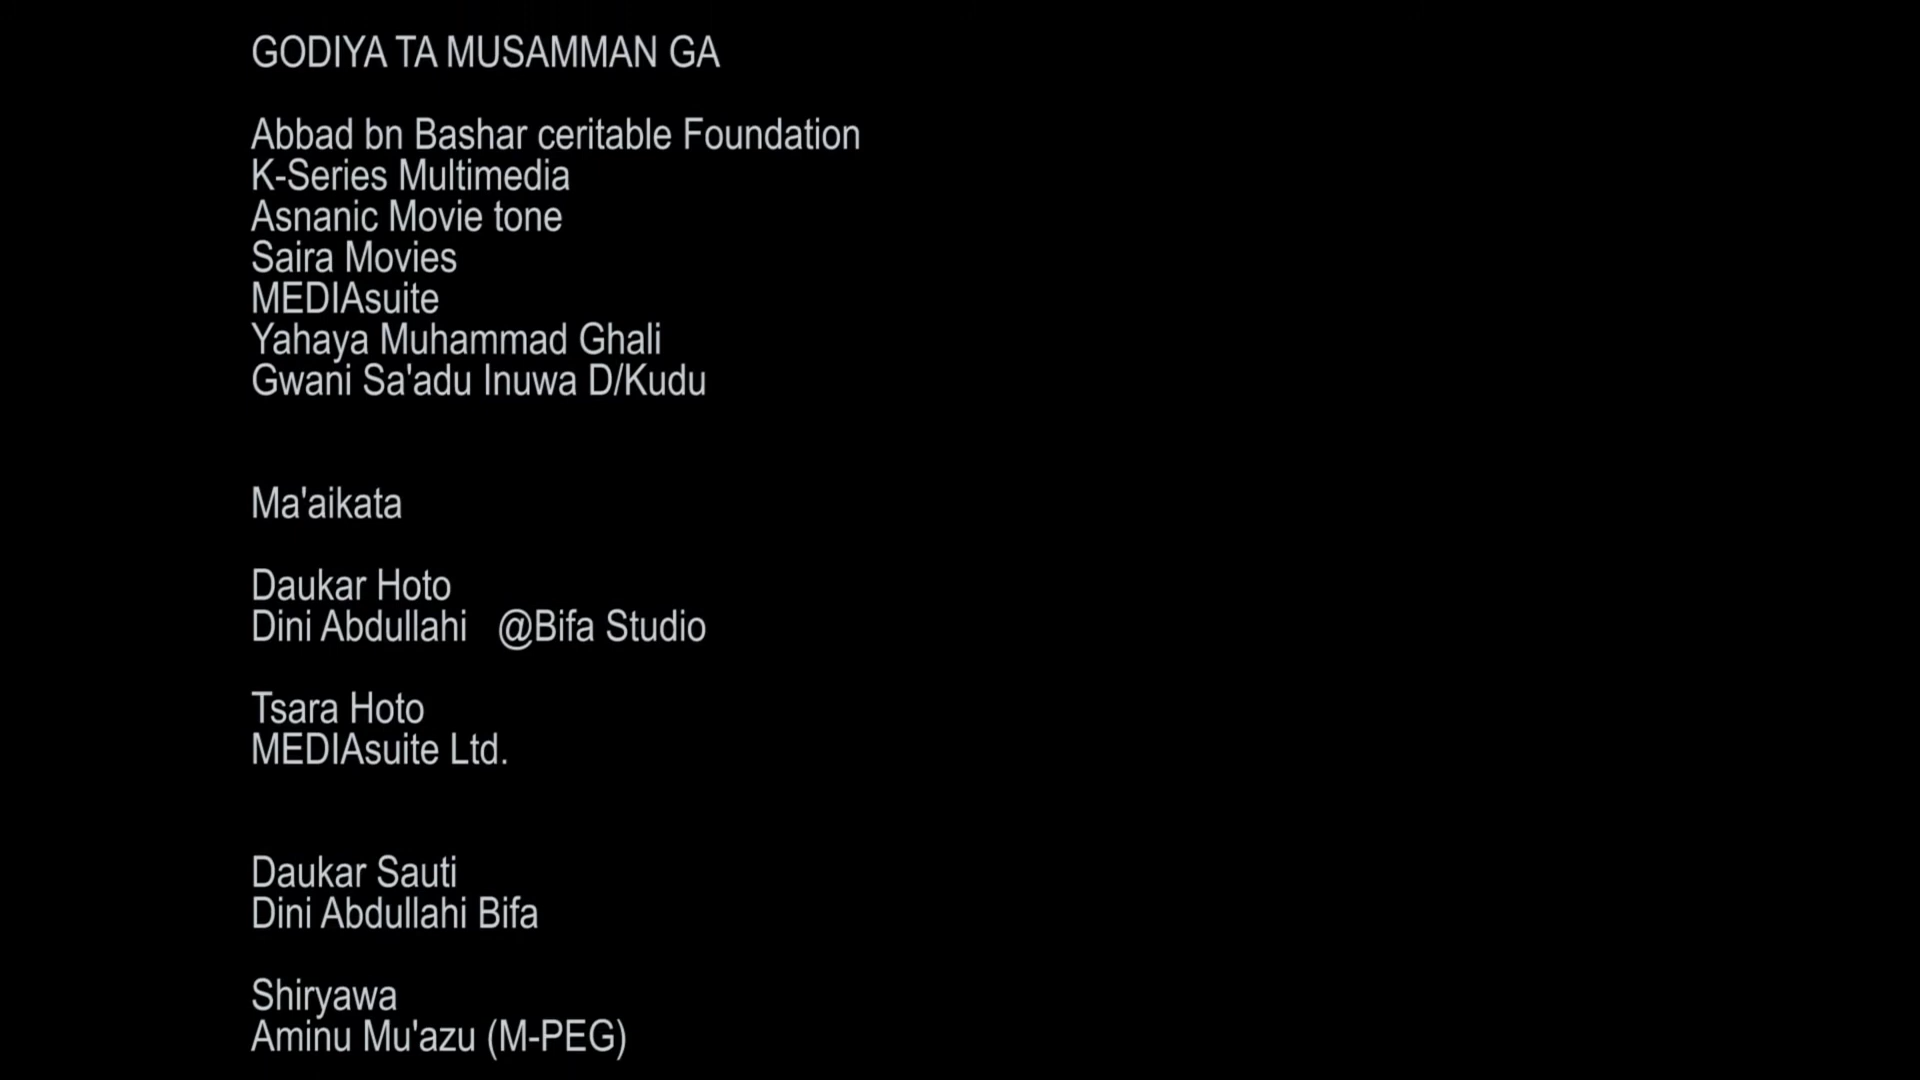 GODIYA TA MUSAMMAN GA
Abbad bn Bashar ceritable Foundation
K-Series Multimedia
Asnanic Movie tone
Saira Movies
MEDIAsuite
Yahaya Muhammad Ghali
Gwani Sa'adu Inuwa D/Kudu
Ma'aikata
Daukar Hoto
Dini Abdullahi @Bifa Studio
Tsara Hoto
MEDIAsuite Ltd.
Daukar Sauti
Dini Abdullahi Bifa
Shiryawa
Aminu Mu'azu (M-PEG)